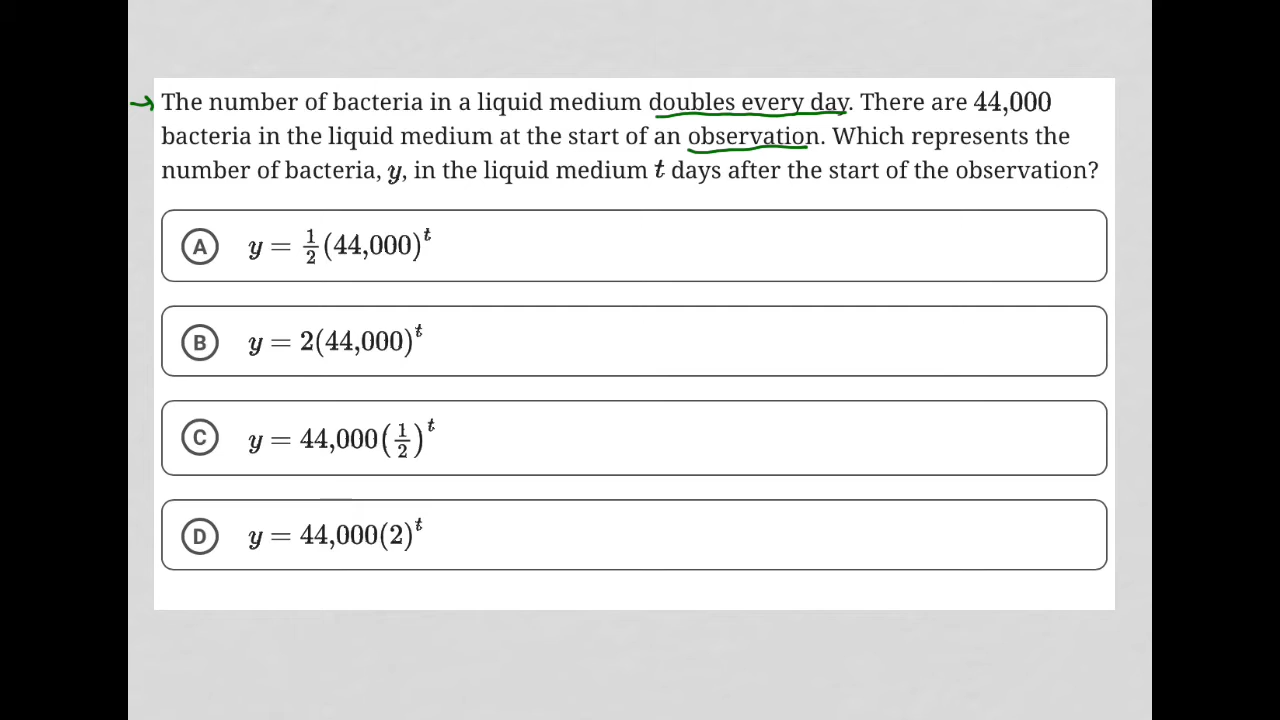 The number of bacteria in a liquid medium doubles every day. There are 44,000
bacteria in the liquid medium at the start of an observation. Which represents the
number of bacteria, y, in the liquid medium t days after the start of the observation?
A y = 1/2(44,000)^t
B y = 2(44,000)^t
C y = 44,000(1/2)^t
D y = 44,000(2)^t